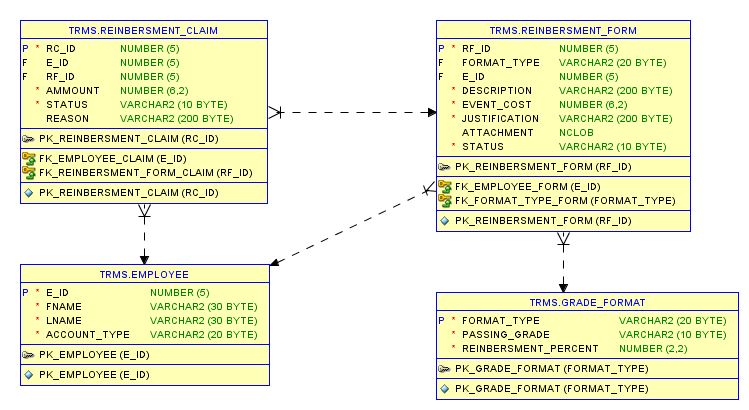 TRMS.REINBERSMENT_CLAIM
P * RC_ID NUMBER (5)
F E_ID NUMBER (5)
F RF_ID NUMBER (5)
* AMMOUNT NUMBER (6,2)
* STATUS VARCHAR2 (10 BYTE)
REASON VARCHAR2 (200 BYTE)
PK_REINBERSMENT_CLAIM (RC_ID)
FK_EMPLOYEE_CLAIM (E_ID)
FK_REINBERSMENT_FORM_CLAIM (RF_ID)
PK_REINBERSMENT_CLAIM (RC_ID)
TRMS.REINBERSMENT_FORM
P * RF_ID NUMBER (5)
F FORMAT_TYPE VARCHAR2 (20 BYTE)
F E_ID NUMBER (5)
* DESCRIPTION VARCHAR2 (200 BYTE)
* EVENT_COST NUMBER (6,2)
* JUSTIFICATION VARCHAR2 (200 BYTE)
ATTACHMENT NCLOB
* STATUS VARCHAR2 (10 BYTE)
PK_REINBERSMENT_FORM (RF_ID)
FK_EMPLOYEE_FORM (E_ID)
FK_FORMAT_TYPE_FORM (FORMAT_TYPE)
PK_REINBERSMENT_FORM (RF_ID)
TRMS.EMPLOYEE
P * E_ID NUMBER (5)
* FNAME VARCHAR2 (30 BYTE)
* LNAME VARCHAR2 (30 BYTE)
* ACCOUNT_TYPE VARCHAR2 (20 BYTE)
PK_EMPLOYEE (E_ID)
PK_EMPLOYEE (E_ID)
TRMS.GRADE_FORMAT
P * FORMAT_TYPE VARCHAR2 (20 BYTE)
* PASSING_GRADE VARCHAR2 (10 BYTE)
* REINBERSMENT_PERCENT NUMBER (2,2)
PK_GRADE_FORMAT (FORMAT_TYPE)
PK_GRADE_FORMAT (FORMAT_TYPE)